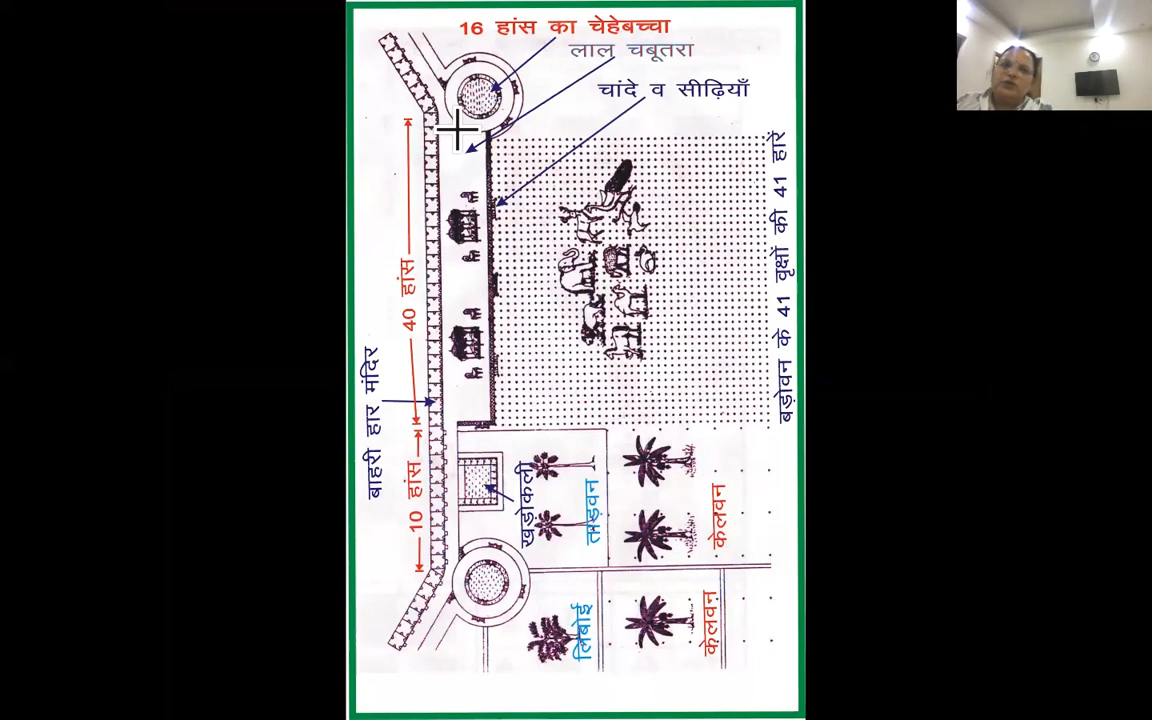 16 हांस का चेहेबच्चा
लाल चबूतरा
चांदे व सीढ़ियाँ
बड़ोवन के 41 वृक्षों की 41 हारें
40 हांस
बाहरी हार मंदिर
10 हांस
खड़ोकली
ताड़वन
केलवन
लिबोई
केलवन